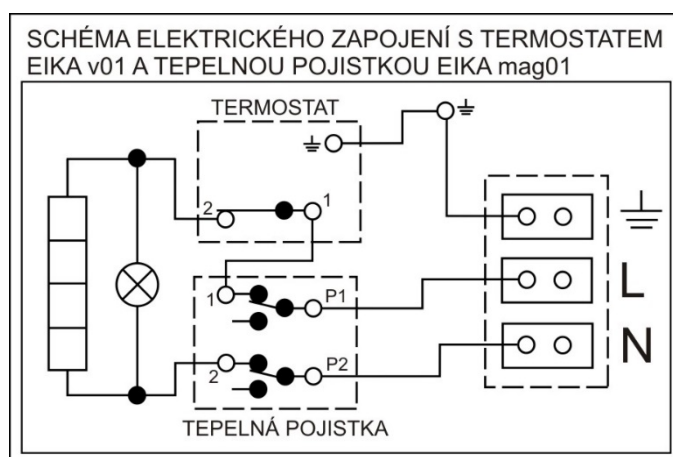 SCHÉMA ELEKTRICKÉHO ZAPOJENÍ S TERMOSTATEM
EIKA v01 A TEPELNOU POJISTKOU EIKA mag01
TERMOSTAT
2
1
1
P1
L
2
P2
N
TEPELNÁ POJISTKA